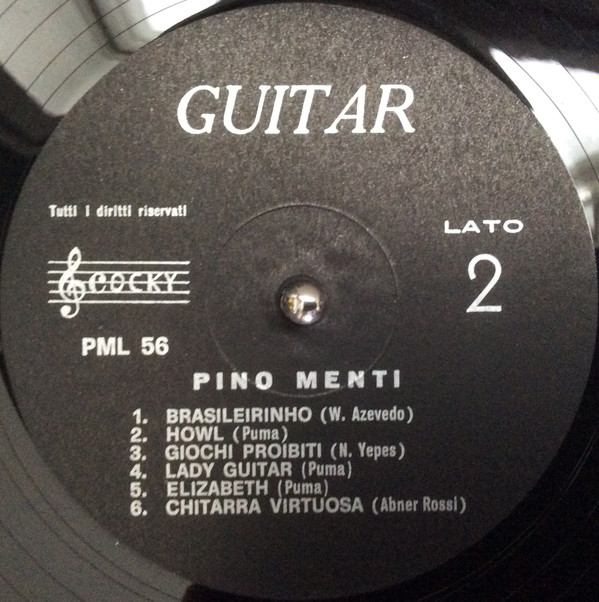 GUITAR
Tutti i diritti riservati
LATO
2
COCKY
PML 56
PINO MENTI
1. BRASILEIRINHO (W. Azevedo)
2. HOWL (Puma)
3. GIOCHI PROIBITI (N. Yepes)
4. LADY GUITAR (Puma)
5. ELIZABETH (Puma)
6. CHITARRA VIRTUOSA (Abner Rossi)